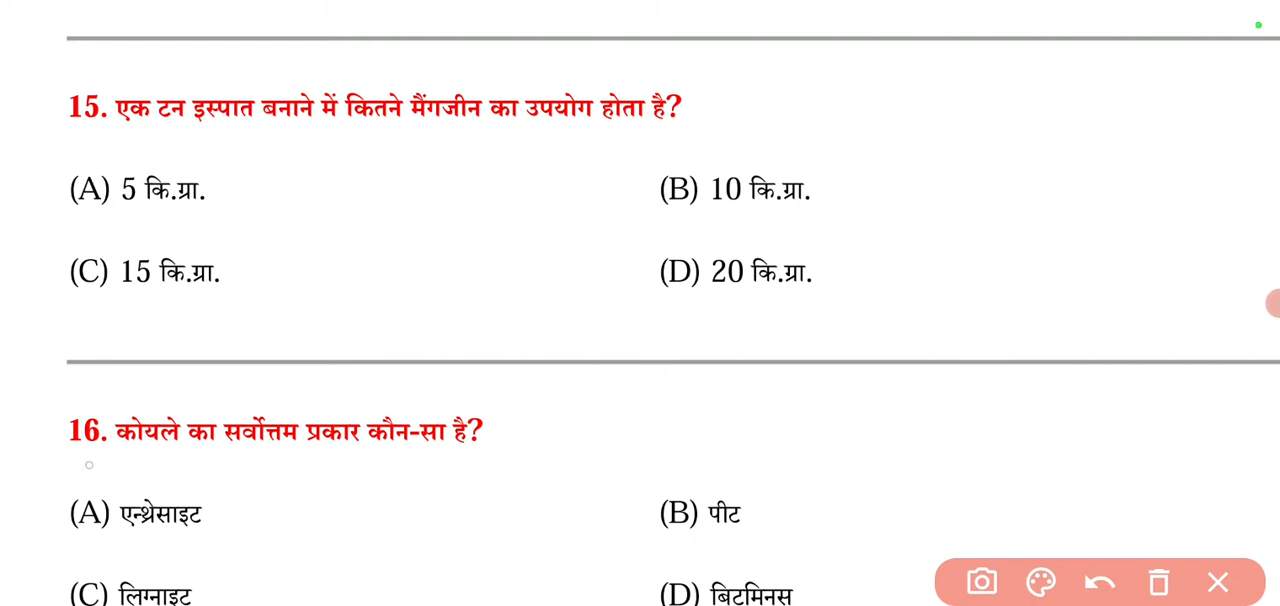 15. एक टन इस्पात बनाने में कितने मैंगजीन का उपयोग होता है?
(A) 5 कि.ग्रा. (B) 10 कि.ग्रा.
(C) 15 कि.ग्रा. (D) 20 कि.ग्रा.
16. कोयले का सर्वोत्तम प्रकार कौन-सा है?
(A) एन्थ्रेसाइट (B) पीट
(C) लिग्नाइट (D) बिटमिनस